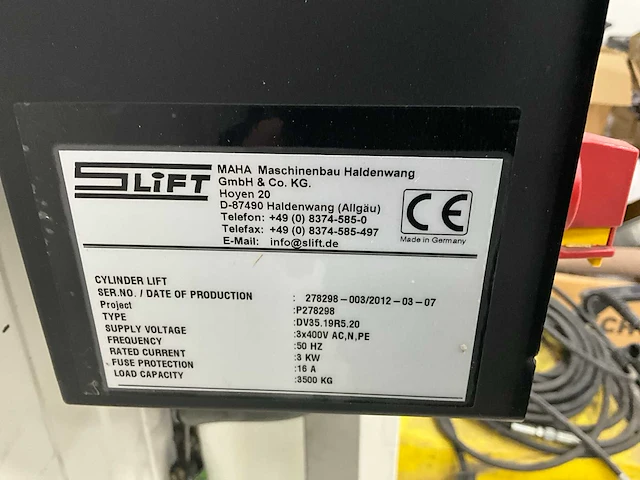 SLIFT
MAHA Maschinenbau Haldenwang
GmbH & Co. KG.
Hoyen 20
D-87490 Haldenwang (Allgäu)
Telefon: +49 (0) 8374-585-0
Telefax: +49 (0) 8374-585-497
E-Mail: info@slift.de
CE
Made in Germany
CYLINDER LIFT
SER.NO. / DATE OF PRODUCTION : 278298-003/2012-03-07
Project :P278298
TYPE :DV35.19R5.20
SUPPLY VOLTAGE :3x400V AC,N,PE
FREQUENCY :50 HZ
RATED CURRENT :3 KW
FUSE PROTECTION :16 A
LOAD CAPACITY :3500 KG